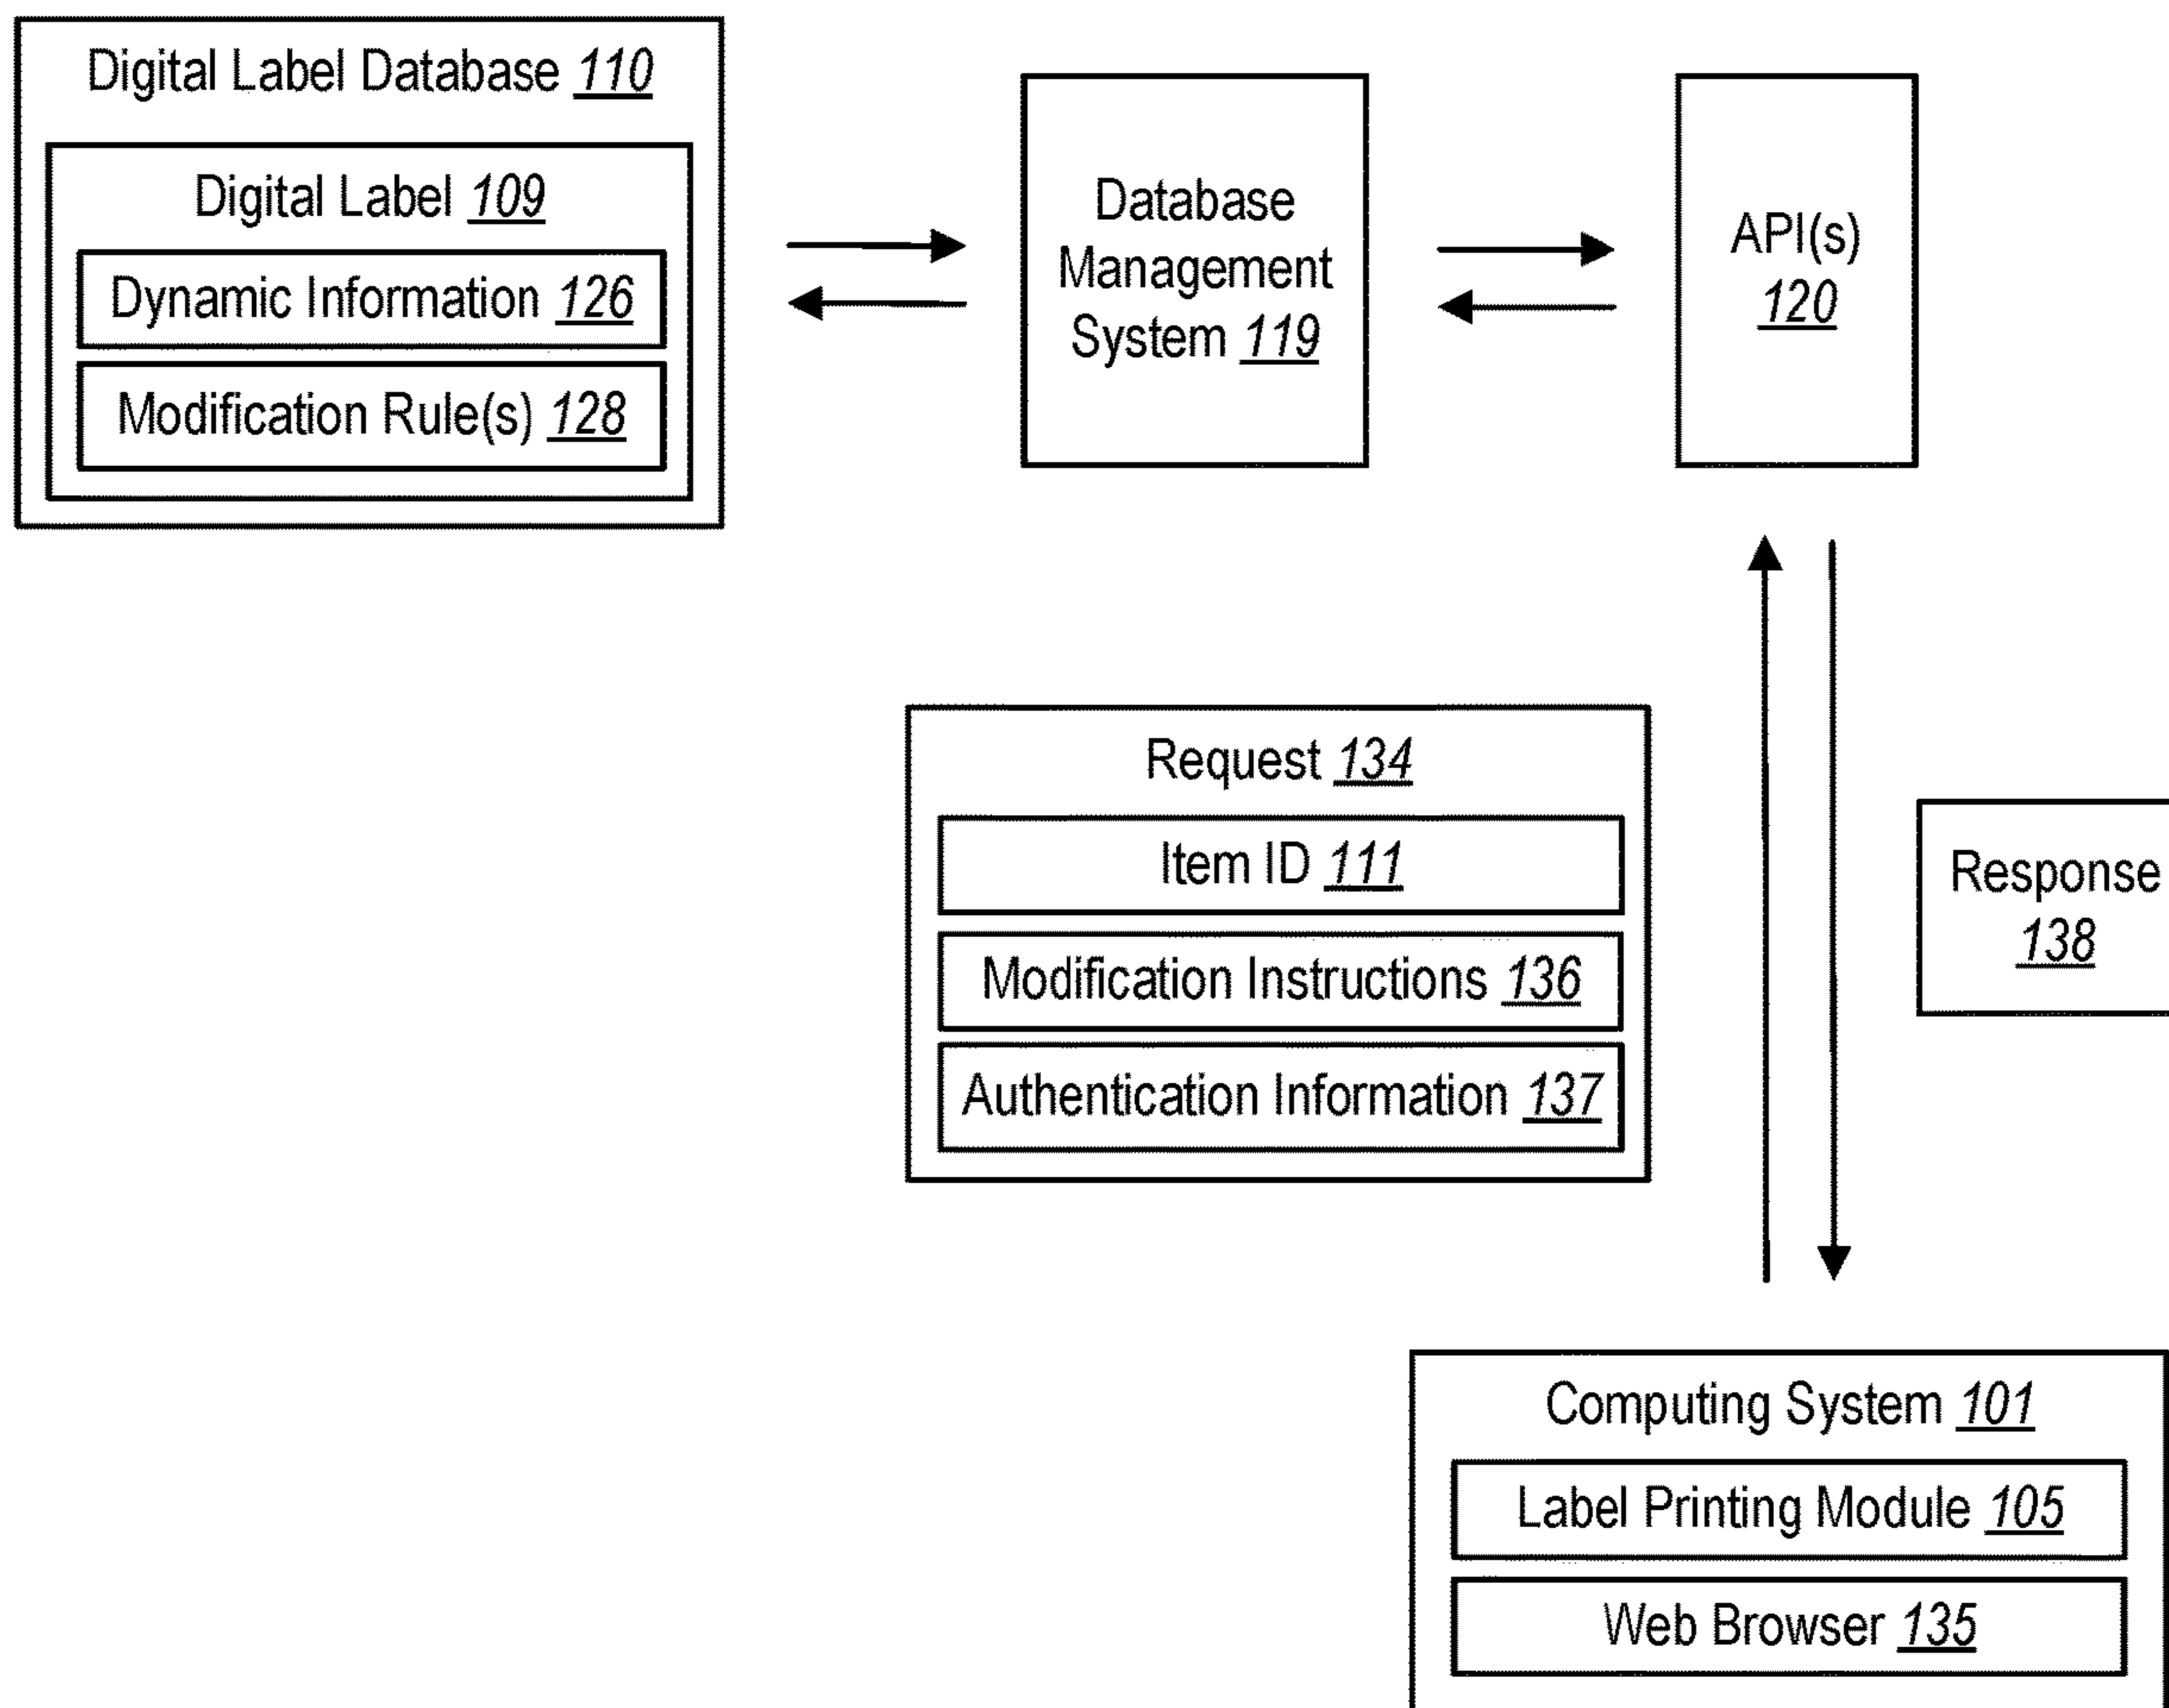 Digital Label Database 110
Digital Label 109
Dynamic Information 126
Modification Rule(s) 128
Database
Management
System 119
API(s)
120
Request 134
Item ID 111
Modification Instructions 136
Authentication Information 137
Response
138
Computing System 101
Label Printing Module 105
Web Browser 135